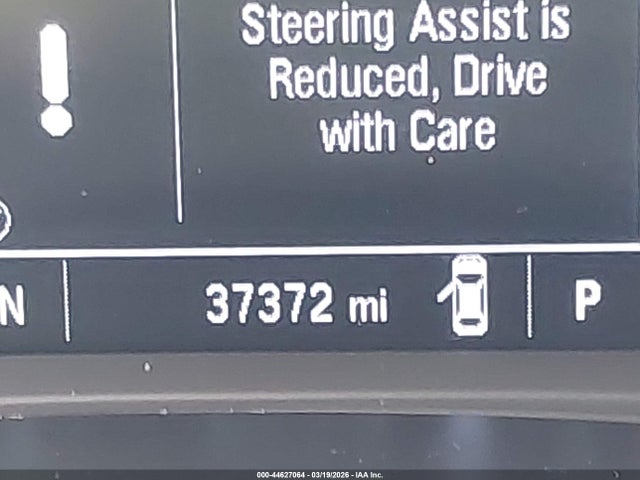 Steering Assist is
Reduced, Drive
with Care
N
37372 mi
P
000-44627064 - 03/19/2026 - IAA Inc.